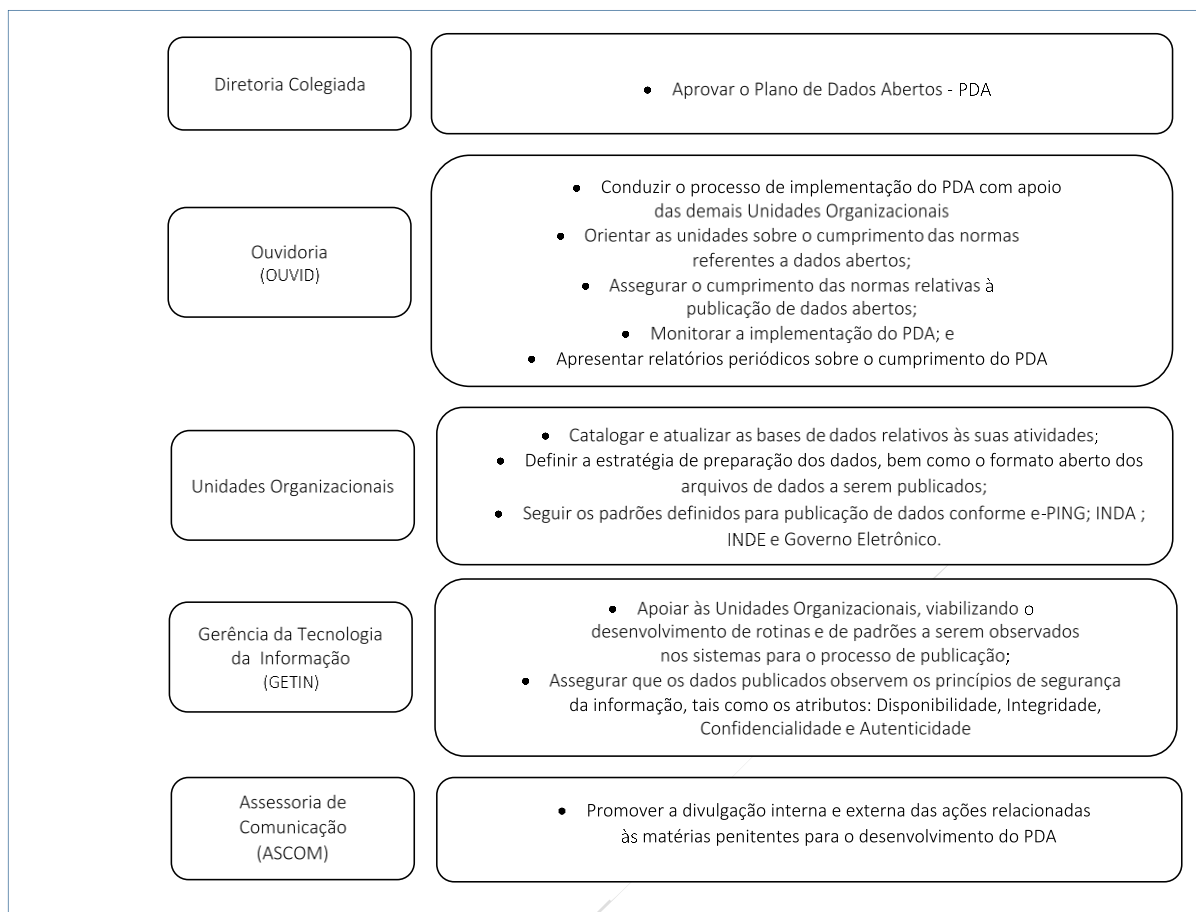 Diretoria Colegiada
• Aprovar o Plano de Dados Abertos - PDA
Ouvidoria
(OUVID)
• Conduzir o processo de implementação do PDA com apoio
das demais Unidades Organizacionais
• Orientar as unidades sobre o cumprimento das normas
referentes a dados abertos;
• Assegurar o cumprimento das normas relativas à
publicação de dados abertos;
• Monitorar a implementação do PDA; e
• Apresentar relatórios periódicos sobre o cumprimento do PDA
Unidades Organizacionais
• Catalogar e atualizar as bases de dados relativos às suas atividades;
• Definir a estratégia de preparação dos dados, bem como o formato aberto dos
arquivos de dados a serem publicados;
• Seguir os padrões definidos para publicação de dados conforme e-PING; INDA ;
INDE e Governo Eletrônico.
Gerência da Tecnologia
da Informação
(GETIN)
• Apoiar às Unidades Organizacionais, viabilizando o
desenvolvimento de rotinas e de padrões a serem observados
nos sistemas para o processo de publicação;
• Assegurar que os dados publicados observem os princípios de segurança
da informação, tais como os atributos: Disponibilidade, Integridade,
Confidencialidade e Autenticidade
Assessoria de
Comunicação
(ASCOM)
• Promover a divulgação interna e externa das ações relacionadas
às matérias penitentes para o desenvolvimento do PDA